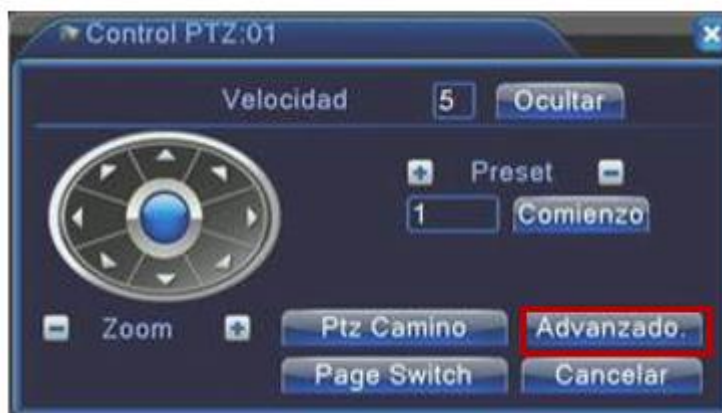 Control PTZ:01
Velocidad 5 Ocultar
Preset
1 Comienzo
Zoom Ptz Camino Advanzado.
Page Switch Cancelar